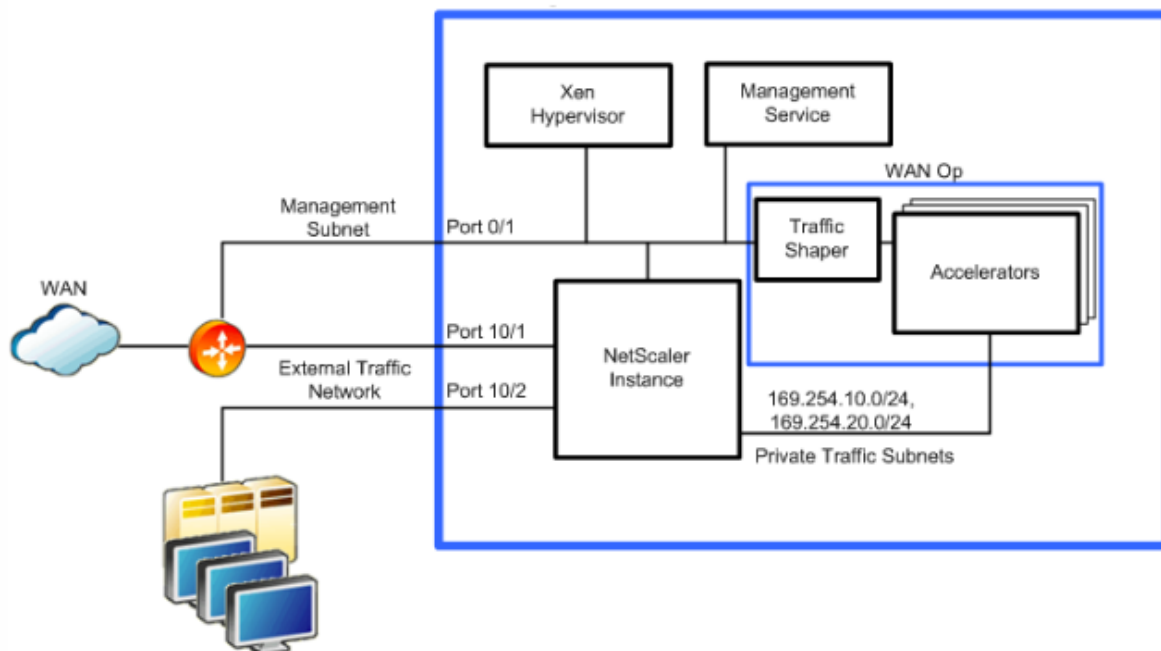 Xen
Hypervisor
Management
Service
WAN Op
Management
Subnet
Port 0/1
Traffic
Shaper
Accelerators
WAN
Port 10/1
NetScaler
Instance
External Traffic
Network
Port 10/2
169.254.10.0/24,
169.254.20.0/24
Private Traffic Subnets